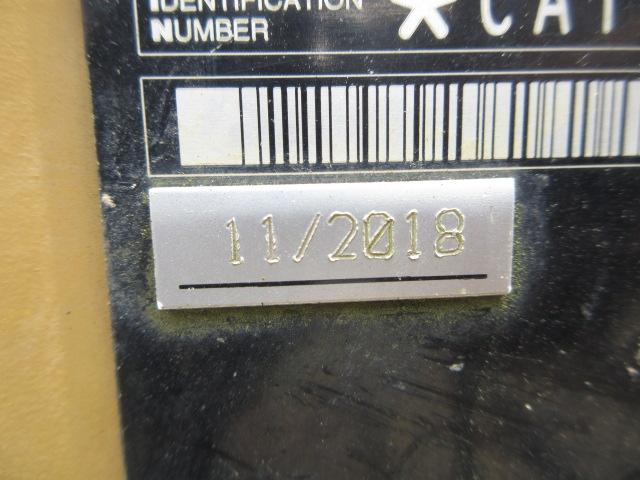 IDENTIFICATION
NUMBER
* CAT
11/2018